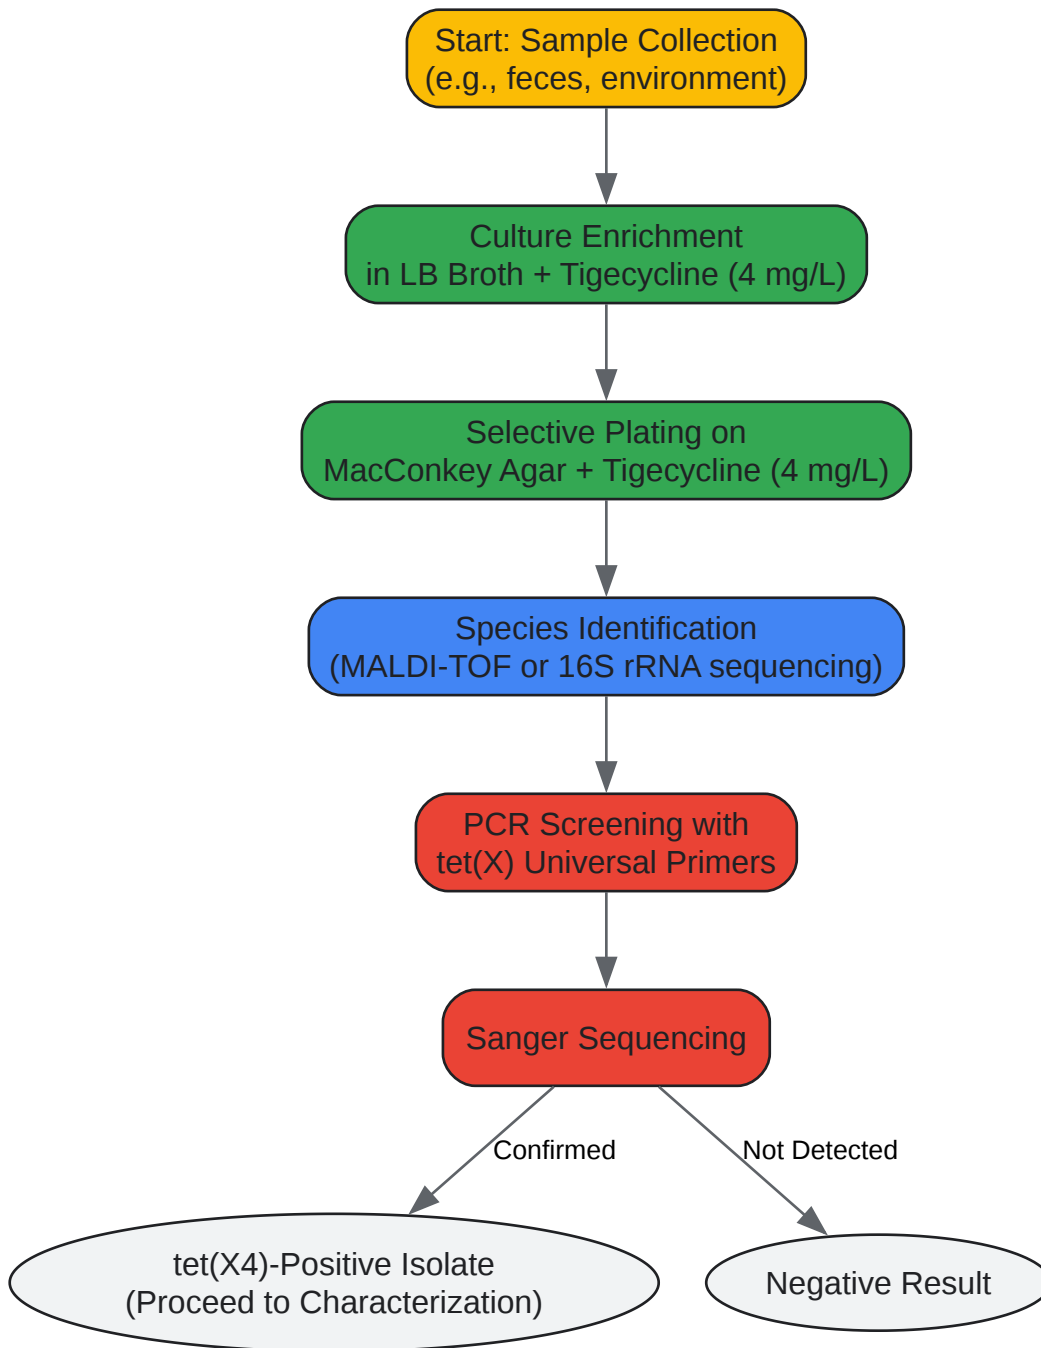 Start: Sample Collection
(e.g., feces, environment)
Culture Enrichment
in LB Broth + Tigecycline (4 mg/L)
Selective Plating on
MacConkey Agar + Tigecycline (4 mg/L)
Species Identification
(MALDI-TOF or 16S rRNA sequencing)
PCR Screening with
tet(X) Universal Primers
Sanger Sequencing
Confirmed
Not Detected
tet(X4)-Positive Isolate
(Proceed to Characterization)
Negative Result